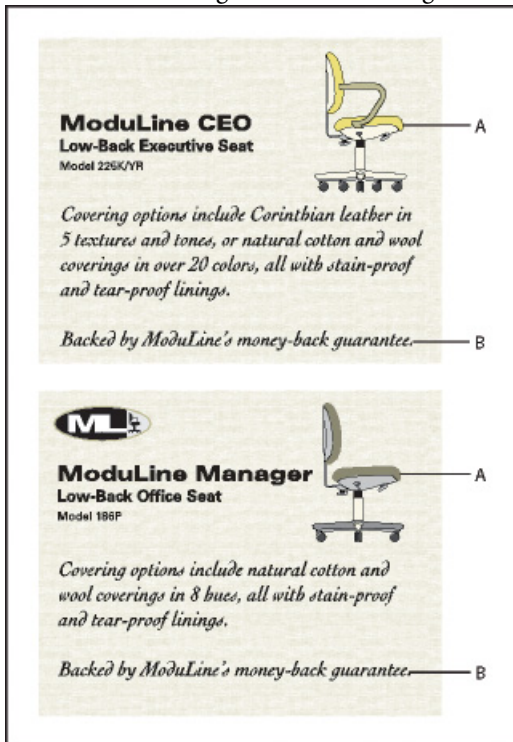 ModuLine CEO
Low-Back Executive Seat
Model 225K/YR
A
Covering options include Corinthian leather in
5 textures and tones, or natural cotton and wool
coverings in over 20 colors, all with stain-proof
and tear-proof linings.
Backed by ModuLine's money-back guarantee.
B
ML
ModuLine Manager
Low-Back Office Seat
Model 186P
A
Covering options include natural cotton and
wool coverings in 8 hues, all with stain-proof
and tear-proof linings.
Backed by ModuLine's money-back guarantee.
B